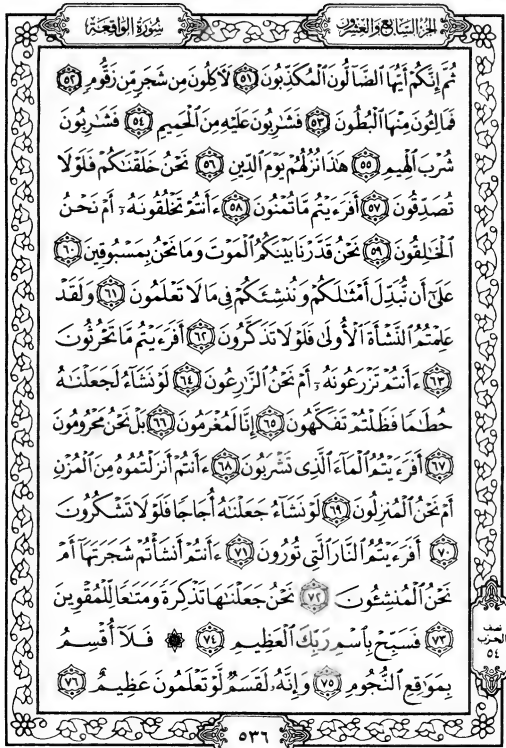 الجزء السابع والعشرون
سورة الواقعة
ثُمَّ إِنَّكُمْ أَيُّهَا ٱلضَّآلُّونَ ٱلْمُكَذِّبُونَ ٥١ لَأَكِلُونَ مِن شَجَرٍ مِّن زَقُّومٍ ٥٢
فَمَالِـُٔونَ مِنْهَا ٱلْبُطُونَ ٥٣ فَشَٰرِبُونَ عَلَيْهِ مِنَ ٱلْحَمِيمِ ٥٤ فَشَٰرِبُونَ
شُرْبَ ٱلْهِيمِ ٥٥ هَٰذَا نُزُلُهُمْ يَوْمَ ٱلدِّينِ ٥٦ نَحْنُ خَلَقْنَٰكُمْ فَلَوْلَا
تُصَدِّقُونَ ٥٧ أَفَرَءَيْتُم مَّا تُمْنُونَ ٥٨ ءَأَنتُمْ تَخْلُقُونَهُۥٓ أَمْ نَحْنُ
ٱلْخَٰلِقُونَ ٥٩ نَحْنُ قَدَّرْنَا بَيْنَكُمُ ٱلْمَوْتَ وَمَا نَحْنُ بِمَسْبُوقِينَ ٦٠
عَلَىٰٓ أَن نُّبَدِّلَ أَمْثَٰلَكُمْ وَنُنشِئَكُمْ فِى مَا لَا تَعْلَمُونَ ٦١ وَلَقَدْ
عَلِمْتُمُ ٱلنَّشْأَةَ ٱلْأُولَىٰ فَلَوْلَا تَذَكَّرُونَ ٦٢ أَفَرَءَيْتُم مَّا تَحْرُثُونَ
٦٣ ءَأَنتُمْ تَزْرَعُونَهُۥٓ أَمْ نَحْنُ ٱلزَّٰرِعُونَ ٦٤ لَوْ نَشَآءُ لَجَعَلْنَٰهُ
حُطَٰمًا فَظَلْتُمْ تَفَكَّهُونَ ٦٥ إِنَّا لَمُغْرَمُونَ ٦٦ بَلْ نَحْنُ مَحْرُومُونَ
٦٧ أَفَرَءَيْتُمُ ٱلْمَآءَ ٱلَّذِى تَشْرَبُونَ ٦٨ ءَأَنتُمْ أَنزَلْتُمُوهُ مِنَ ٱلْمُزْنِ
أَمْ نَحْنُ ٱلْمُنزِلُونَ ٦٩ لَوْ نَشَآءُ جَعَلْنَٰهُ أُجَاجًا فَلَوْلَا تَشْكُرُونَ
٧٠ أَفَرَءَيْتُمُ ٱلنَّارَ ٱلَّتِى تُورُونَ ٧١ ءَأَنتُمْ أَنشَأْتُمْ شَجَرَتَهَآ أَمْ
نَحْنُ ٱلْمُنشِـُٔونَ ٧٢ نَحْنُ جَعَلْنَٰهَا تَذْكِرَةً وَمَتَٰعًا لِّلْمُقْوِينَ
٧٣ فَسَبِّحْ بِٱسْمِ رَبِّكَ ٱلْعَظِيمِ ٧٤ ۞ فَلَآ أُقْسِمُ
بِمَوَٰقِعِ ٱلنُّجُومِ ٧٥ وَإِنَّهُۥ لَقَسَمٌ لَّوْ تَعْلَمُونَ عَظِيمٌ ٧٦
نصف
الحزب
٥٤
٥٣٦